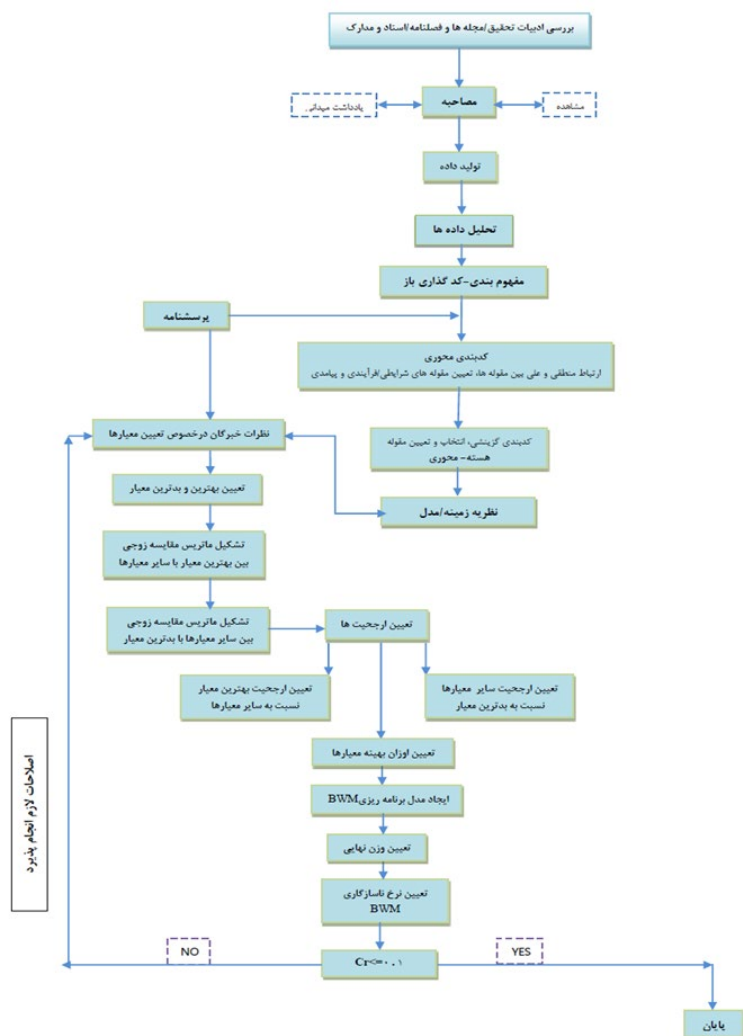 بررسی ادبیات تحقیق/مجله ها و فصلنامه/اسناد و مدارک
مصاحبه
مشاهده
یادداشت میدانی
تولید داده
تحلیل داده ها
مفهوم بندی-کد گذاری باز
پرسشنامه
کدبندی محوری
ارتباط منطقی و علی بین مقوله ها، تعیین مقوله های شرایطی/فرآیندی و پیامدی
کدبندی گزینشی، انتخاب و تعیین مقوله
هسته- محوری
نظرات خبرگان درخصوص تعیین معیارها
تعیین بهترین و بدترین معیار
نظریه زمینه/مدل
تشکیل ماتریس مقایسه زوجی
بین بهترین معیار با سایر معیارها
تشکیل ماتریس مقایسه زوجی
بین سایر معیارها با بدترین معیار
تعیین ارجحیت ها
تعیین ارجحیت سایر معیارها
نسبت به بدترین معیار
تعیین ارجحیت بهترین معیار
نسبت به سایر معیارها
تعیین اوزان بهینه معیارها
ایجاد مدل برنامه ریزیBWM
تعیین وزن نهایی
تعیین نرخ ناسازگاری
BWM
اصلاحات لازم انجام پذیرد
NO
YES
Cr<=۰.۱
پایان